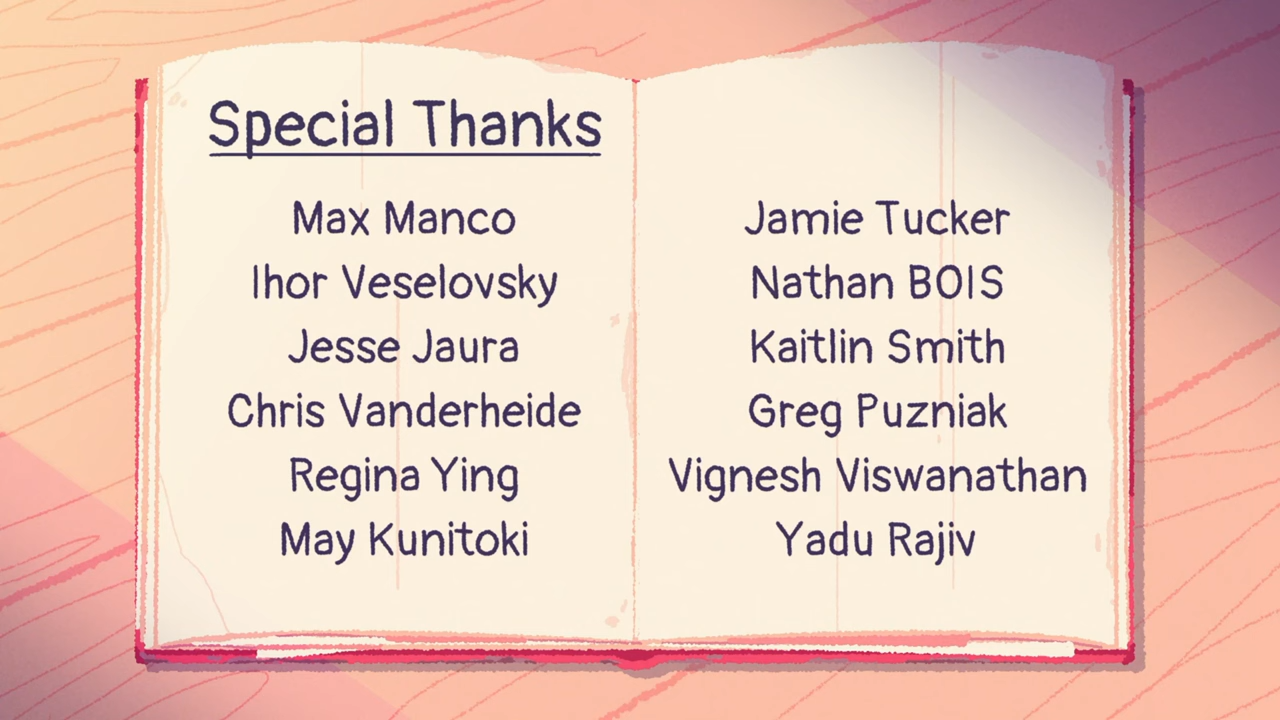 Special Thanks
Max Manco
Ihor Veselovsky
Jesse Jaura
Chris Vanderheide
Regina Ying
May Kunitoki
Jamie Tucker
Nathan BOIS
Kaitlin Smith
Greg Puzniak
Vignesh Viswanathan
Yadu Rajiv